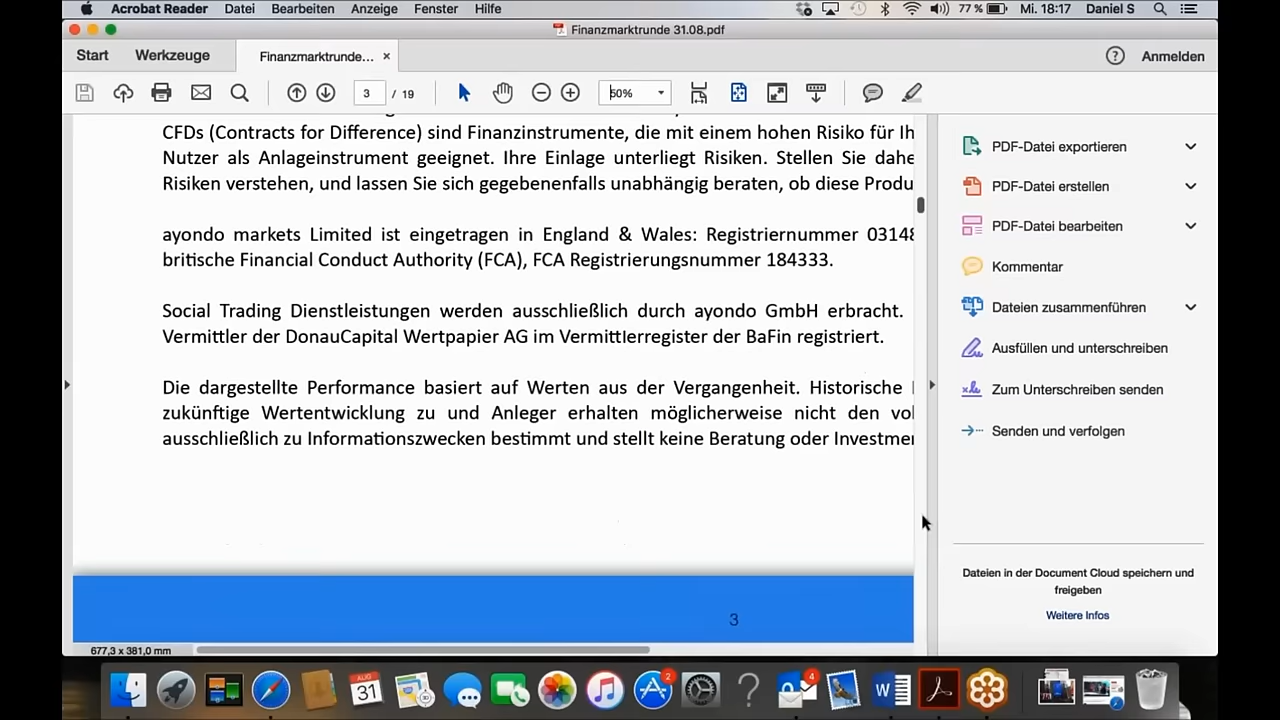 Acrobat Reader Datei Bearbeiten Anzeige Fenster Hilfe 77 % Mi. 18:17 Daniel S
Finanzmarktrunde 31.08.pdf
Start Werkzeuge Finanzmarktrunde... × Anmelden
3 / 19 60%
CFDs (Contracts for Difference) sind Finanzinstrumente, die mit einem hohen Risiko für Ih
Nutzer als Anlageinstrument geeignet. Ihre Einlage unterliegt Risiken. Stellen Sie dahe
Risiken verstehen, und lassen Sie sich gegebenenfalls unabhängig beraten, ob diese Produ
ayondo markets Limited ist eingetragen in England & Wales: Registriernummer 03148
britische Financial Conduct Authority (FCA), FCA Registrierungsnummer 184333.
Social Trading Dienstleistungen werden ausschließlich durch ayondo GmbH erbracht.
Vermittler der DonauCapital Wertpapier AG im Vermittlerregister der BaFin registriert.
Die dargestellte Performance basiert auf Werten aus der Vergangenheit. Historische
zukünftige Wertentwicklung zu und Anleger erhalten möglicherweise nicht den vol
ausschließlich zu Informationszwecken bestimmt und stellt keine Beratung oder Investmen
3
677,3 x 381,0 mm
PDF-Datei exportieren
PDF-Datei erstellen
PDF-Datei bearbeiten
Kommentar
Dateien zusammenführen
Ausfüllen und unterschreiben
Zum Unterschreiben senden
Senden und verfolgen
Dateien in der Document Cloud speichern und
freigeben
Weitere Infos
AUG
31
2
4